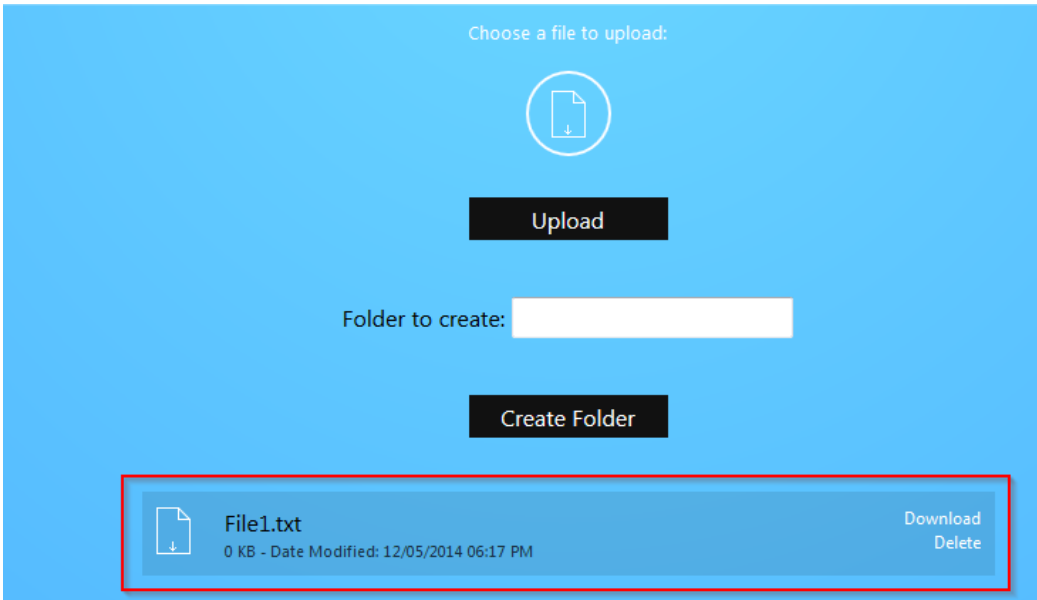 Choose a file to upload:
Upload
Folder to create:
Create Folder
File1.txt
0 KB - Date Modified: 12/05/2014 06:17 PM
Download
Delete